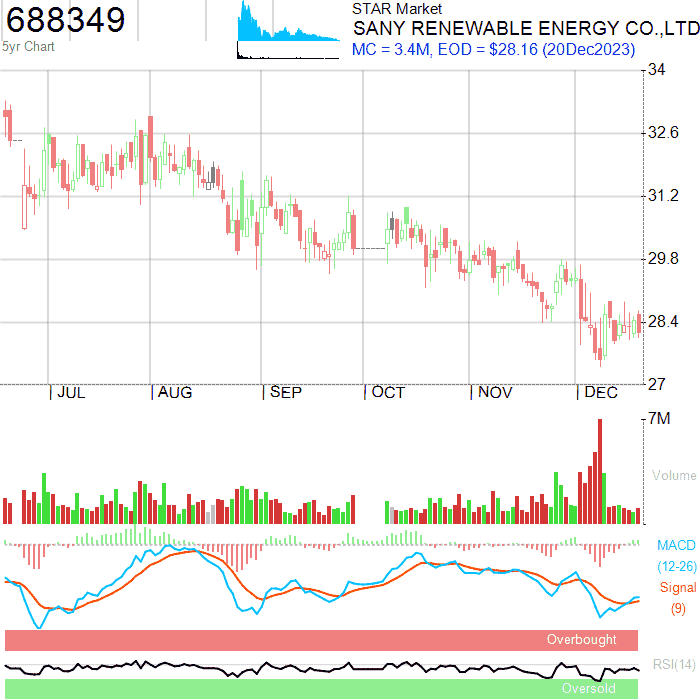 688349
5yr Chart
STAR Market
SANY RENEWABLE ENERGY CO.,LTD
MC = 3.4M, EOD = $28.16 (20Dec2023)
34
32.6
31.2
29.8
28.4
27
JUL
AUG
SEP
OCT
NOV
DEC
7M
Volume
MACD
(12-26)
Signal
(9)
Overbought
RSI(14)
Oversold